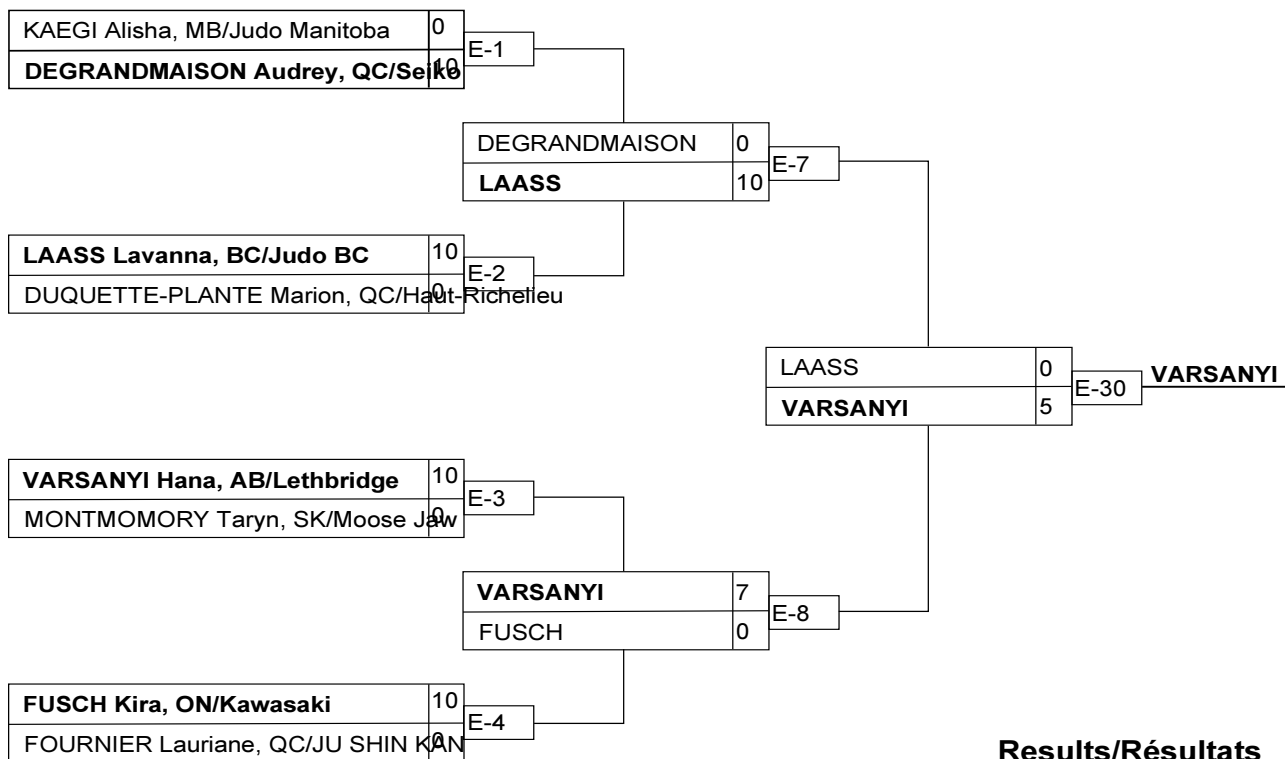 KAEGI Alisha, MB/Judo Manitoba 0
E-1
DEGRANDMAISON Audrey, QC/Seiko 10
DEGRANDMAISON 0
E-7
LAASS 10
LAASS Lavanna, BC/Judo BC 10
E-2
DUQUETTE-PLANTE Marion, QC/Haut-Richelieu 0
LAASS 0
E-30 VARSANYI
VARSANYI 5
VARSANYI Hana, AB/Lethbridge 10
E-3
MONTMOMORY Taryn, SK/Moose Jaw 0
VARSANYI 7
E-8
FUSCH 0
FUSCH Kira, ON/Kawasaki 10
E-4
FOURNIER Lauriane, QC/JU SHIN KAN 0
Results/Résultats